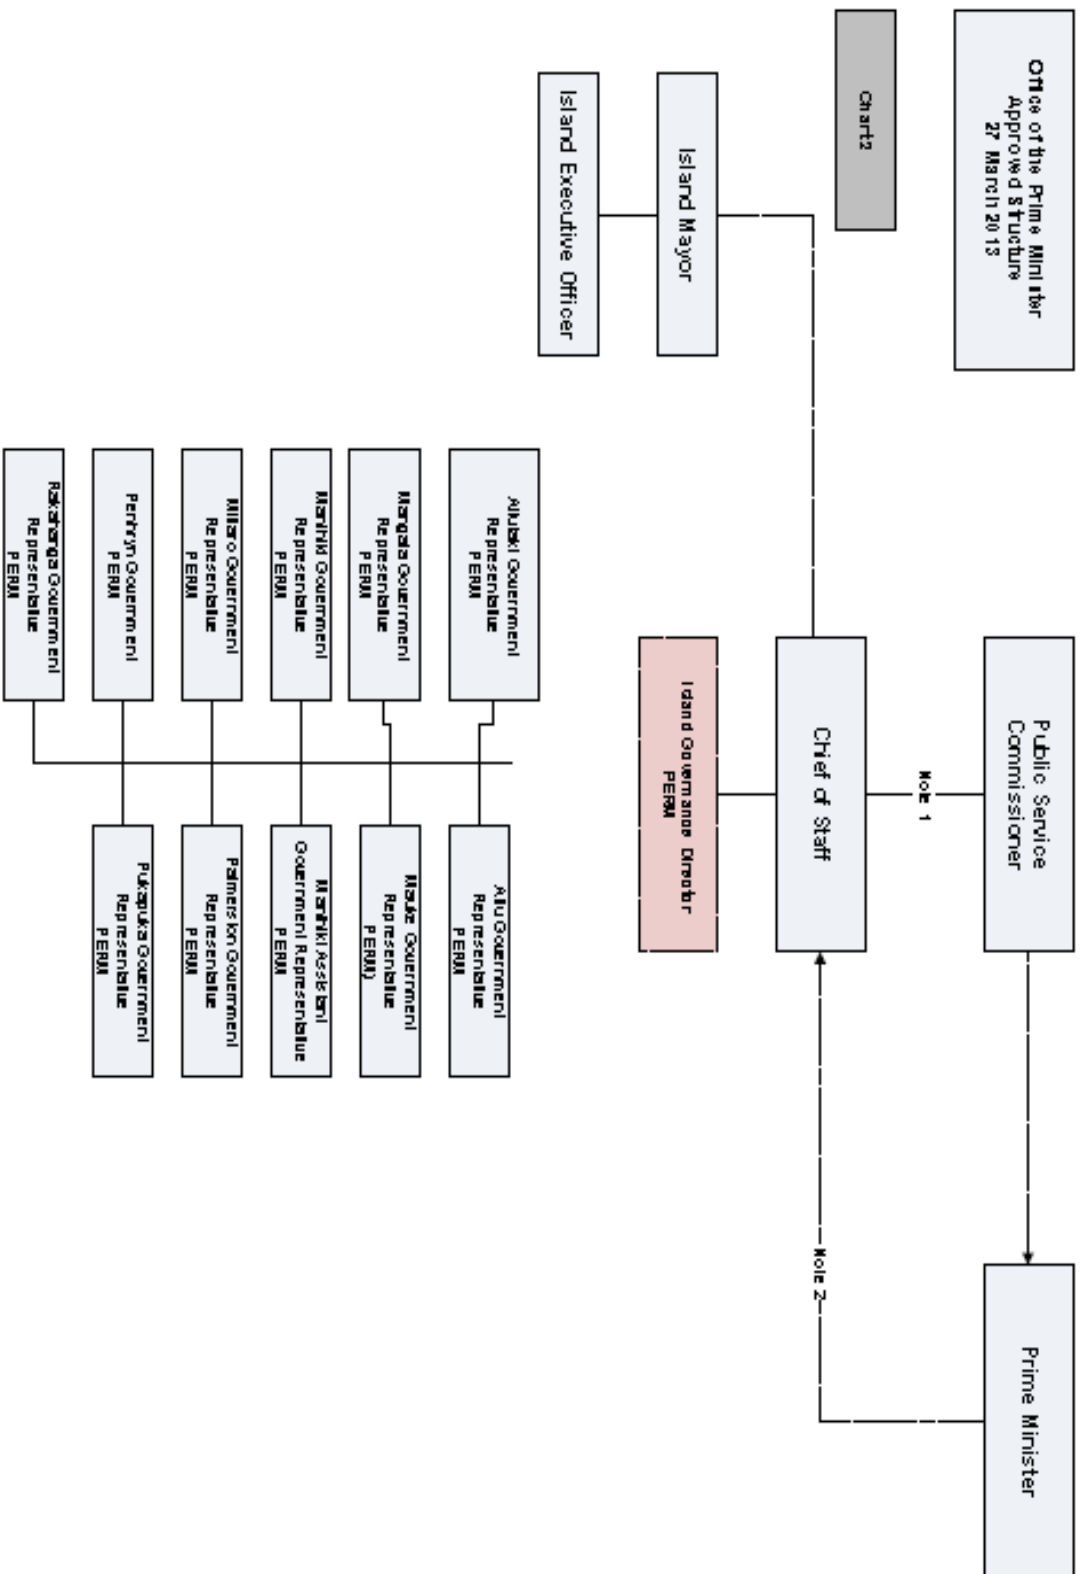 Office of the Prime Minister
Approved Structure
27 March 2013
Chart2
Public Service
Commissioner
Prime Minister
Note 1
Note 2
Chief of Staff
Island Mayor
Island Governance Director
PERM
Island Executive Officer
Aitutaki Government
Representative
PERM
Atiu Government
Representative
PERM
Mangaia Government
Representative
PERM
Mauke Government
Representative
PERM)
Manihiki Government
Representative
PERM
Manihiki Assistant
Government Representative
PERM
Mitiaro Government
Representative
PERM
Palmerston Government
Representative
PERM
Penrhyn Government
PERM
Pukapuka Government
Representative
PERM
Rakahanga Government
Representative
PERM